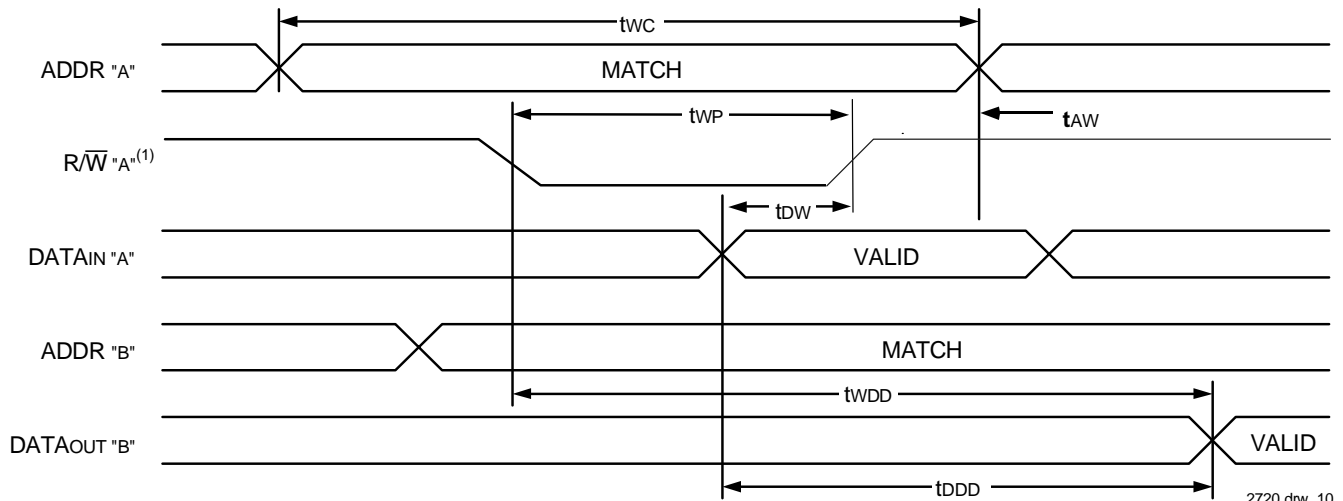 tWC
ADDR "A"
MATCH
tWP
tAW
R/W̅ "A"(1)
tDW
DATAIN "A"
VALID
ADDR "B"
MATCH
tWDD
DATAOUT "B"
VALID
tDDD
2720 drw 10